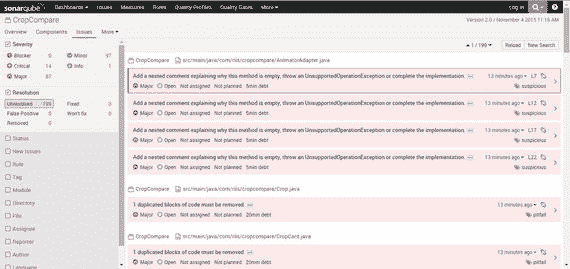 sonarqube Dashboards Issues Measures Rules Quality Profiles Quality Gates More Log in
CropCompare
Version 2.0 / November 4 2015 11:16 AM
Overview Components Issues More
Severity
Blocker 0 Minor 97
Critical 14 Info 1
Major 87
Resolution
Unresolved 199 Fixed 0
False Positive 0 Won't fix 0
Removed 0
Status
New Issues
Rule
Tag
Module
Directory
File
Assignee
Reporter
Author
Language
1 / 199 Reload New Search
CropCompare src/main/java/com/nils/cropcompare/AnimatorAdapter.java
Add a nested comment explaining why this method is empty, throw an UnsupportedOperationException or complete the implementation. 13 minutes ago L7
Major Open Not assigned Not planned 5min debt suspicious
Add a nested comment explaining why this method is empty, throw an UnsupportedOperationException or complete the implementation. 13 minutes ago L12
Major Open Not assigned Not planned 5min debt suspicious
Add a nested comment explaining why this method is empty, throw an UnsupportedOperationException or complete the implementation. 13 minutes ago L17
Major Open Not assigned Not planned 5min debt suspicious
Add a nested comment explaining why this method is empty, throw an UnsupportedOperationException or complete the implementation. 13 minutes ago L22
Major Open Not assigned Not planned 5min debt suspicious
CropCompare src/main/java/com/nils/cropcompare/Crop.java
1 duplicated blocks of code must be removed. 13 minutes ago
Major Open Not assigned Not planned 20min debt pitfall
CropCompare src/main/java/com/nils/cropcompare/CropCard.java
1 duplicated blocks of code must be removed. 13 minutes ago
Major Open Not assigned Not planned 20min debt pitfall